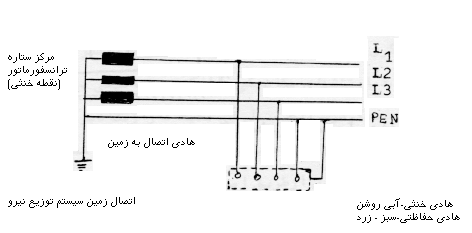 L1
L2
L3
PEN
مرکز ستاره
ترانسفورماتور
(نقطه خنثی)
هادی اتصال به زمین
اتصال زمین سیستم توزیع نیرو
هادی خنثی-آبی روشن
هادی حفاظتی-سبز - زرد